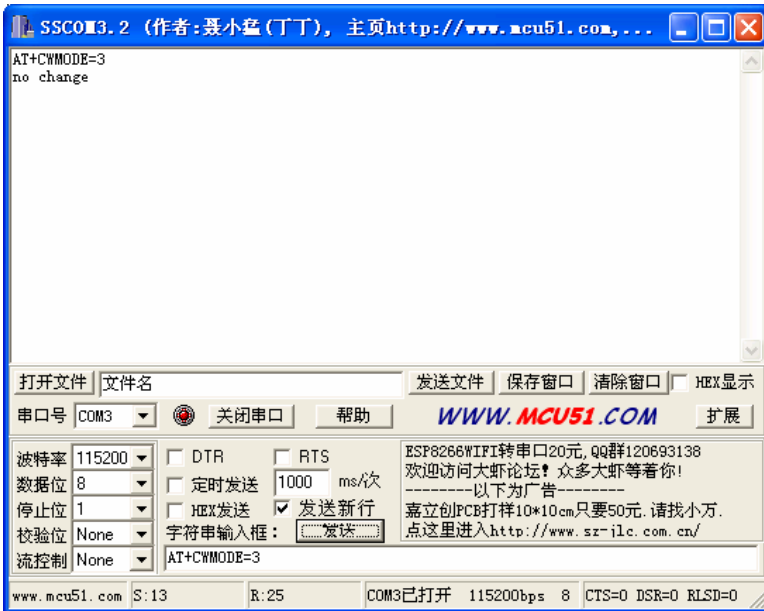 SSCOM3.2 (作者:聂小猛(丁丁), 主页http://www.mcu51.com,...
AT+CWMODE=3
no change
打开文件 文件名 发送文件 保存窗口 清除窗口 HEX显示
串口号 COM3 关闭串口 帮助 WWW.MCU51.COM 扩展
波特率 115200 DTR RTS
数据位 8 定时发送 1000 ms/次
停止位 1 HEX发送 发送新行
校验位 None 字符串输入框: 发送
流控制 None AT+CWMODE=3
ESP8266WIFI转串口20元,QQ群120693138
欢迎访问大虾论坛! 众多大虾等着你!
--------以下为广告--------
嘉立创PCB打样10*10cm只要50元.请找小万.
点这里进入http://www.sz-jlc.com.cn/
www.mcu51.com S:13 R:25 COM3已打开 115200bps 8 CTS=0 DSR=0 RLSD=0